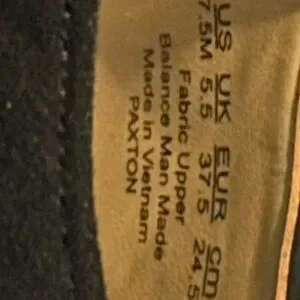 US UK EUR cm
7.5M 5.5 37.5 24.5
Fabric Upper
Balance Man Made
Made in Vietnam
PAXTON